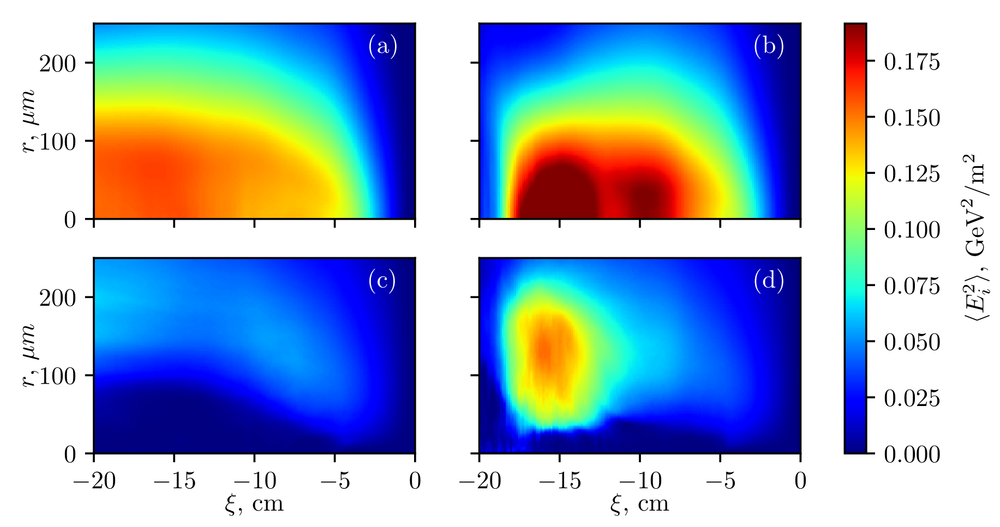 (a)
(b)
200
100
0
r, μm
(c)
(d)
200
100
0
r, μm
−20 −15 −10 −5 0
−20 −15 −10 −5 0
ξ, cm
ξ, cm
0.175
0.150
0.125
0.100
0.075
0.050
0.025
0.000
⟨E_i^2⟩, GeV^2/m^2